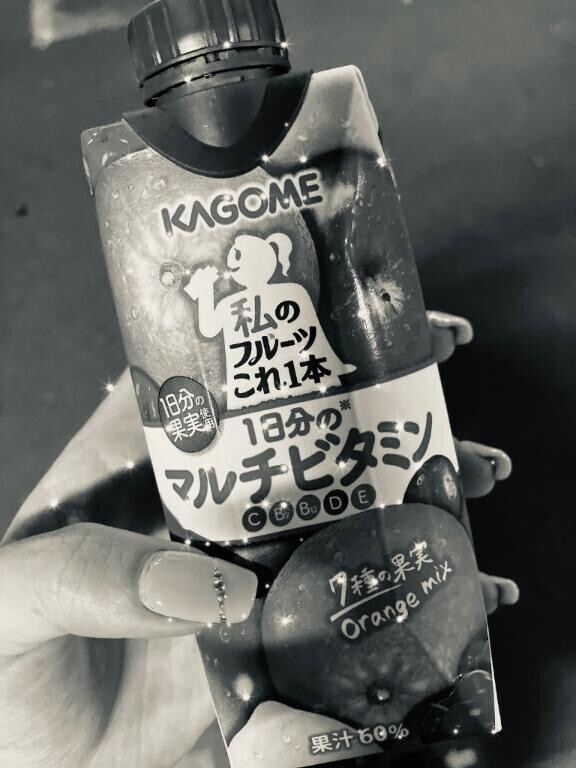 KAGOME
私の
フルーツ
これ1本
1日分の
果実使用
1日分の※
マルチビタミン
C B₂ B₁₂ D E
7種の果実
Orange mix
果汁60%